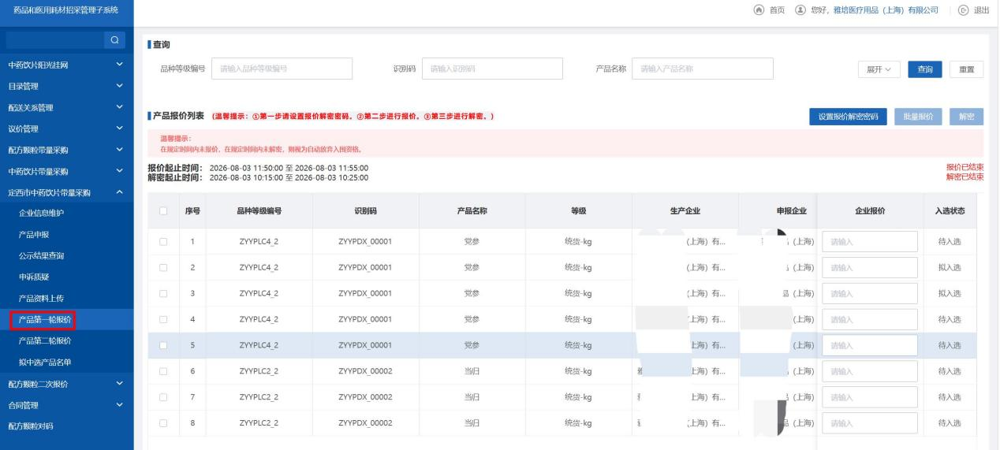 药品和医用耗材招采管理子系统
首页 您好，雅培医疗用品（上海）有限公司 退出
中药饮片阳光挂网
目录管理
配送关系管理
议价管理
配方颗粒带量采购
中药饮片带量采购
定西市中药饮片带量采购
企业信息维护
产品申报
公示结果查询
申诉质疑
产品资料上传
产品第一轮报价
产品第二轮报价
拟中选产品名单
配方颗粒二次报价
合同管理
配方颗粒对码
查询
品种等级编号 请输入品种等级编号 识别码 请输入识别码 产品名称 请输入产品名称 展开 查询 重置
产品报价列表 （温馨提示：①第一步请设置报价解密密码。②第二步进行报价。③第三步进行解密。） 设置报价解密密码 批量报价 解密
温馨提示：
在规定时间内未报价，在规定时间内未解密，则视为自动放弃入围资格。
报价起止时间： 2026-08-03 11:50:00 至 2026-08-03 11:55:00 报价已结束
解密起止时间： 2026-08-03 10:15:00 至 2026-08-03 10:25:00 解密已结束
序号 品种等级编号 识别码 产品名称 等级 生产企业 申报企业 企业报价 入选状态
1 ZYYPLC4_2 ZYYPDX_00001 党参 统货-kg （上海）有... （上海） 请输入 待入选
2 ZYYPLC4_2 ZYYPDX_00001 党参 统货-kg （上海）有... （上海） 请输入 拟入选
3 ZYYPLC4_2 ZYYPDX_00001 党参 统货-kg （上海）有... 品（上海） 请输入 拟入选
4 ZYYPLC4_2 ZYYPDX_00001 党参 统货-kg 上海）有... （上海） 请输入 待入选
5 ZYYPLC4_2 ZYYPDX_00001 党参 统货-kg 上海）有... （上海） 请输入 待入选
6 ZYYPLC2_2 ZYYPDX_00002 当归 统货-kg 雅 上海）有... （上海） 请输入 待入选
7 ZYYPLC2_2 ZYYPDX_00002 当归 统货-kg 上海）有... （上海） 请输入 待入选
8 ZYYPLC2_2 ZYYPDX_00002 当归 统货-kg （上海）有... （上海） 请输入 待入选